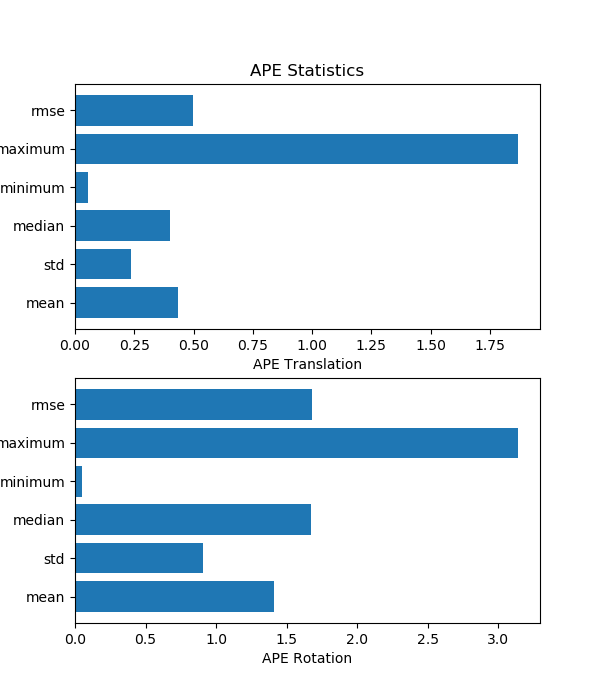 APE Statistics
rmse
maximum
minimum
median
std
mean
0.00 0.25 0.50 0.75 1.00 1.25 1.50 1.75
APE Translation
rmse
maximum
minimum
median
std
mean
0.0 0.5 1.0 1.5 2.0 2.5 3.0
APE Rotation